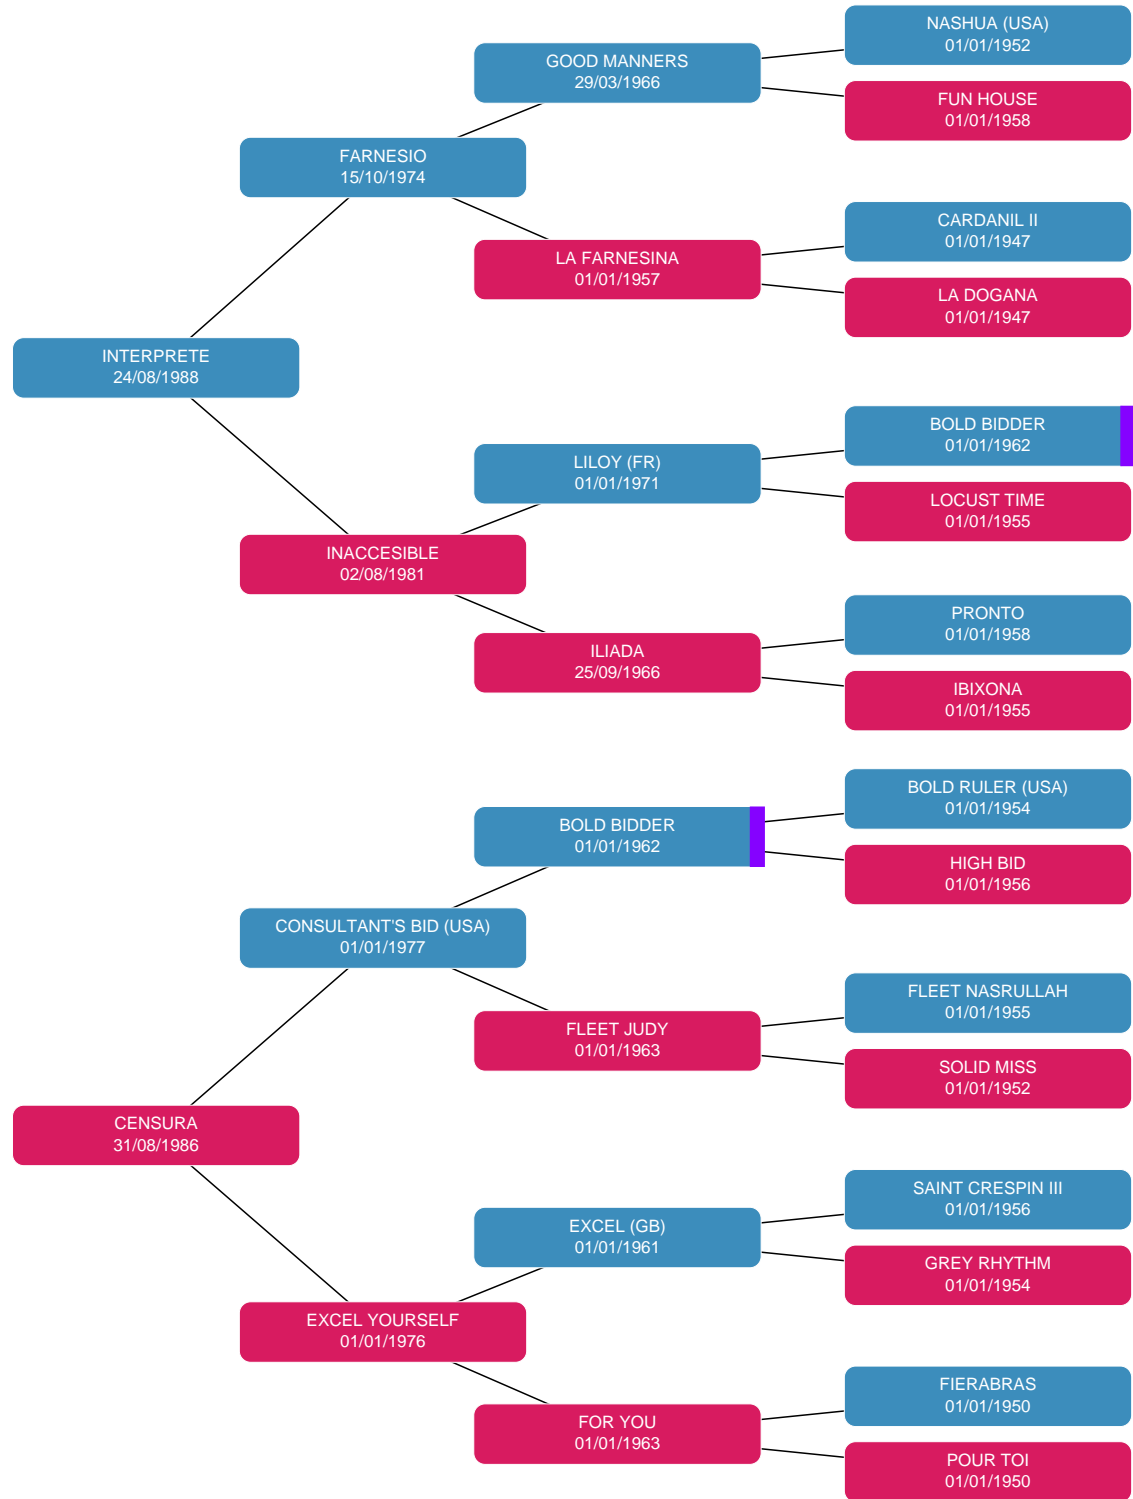 NASHUA (USA)
01/01/1952
GOOD MANNERS
29/03/1966
FUN HOUSE
01/01/1958
FARNESIO
15/10/1974
CARDANIL II
01/01/1947
LA FARNESINA
01/01/1957
LA DOGANA
01/01/1947
INTERPRETE
24/08/1988
BOLD BIDDER
01/01/1962
LILOY (FR)
01/01/1971
LOCUST TIME
01/01/1955
INACCESIBLE
02/08/1981
PRONTO
01/01/1958
ILIADA
25/09/1966
IBIXONA
01/01/1955
BOLD RULER (USA)
01/01/1954
BOLD BIDDER
01/01/1962
HIGH BID
01/01/1956
CONSULTANT'S BID (USA)
01/01/1977
FLEET NASRULLAH
01/01/1955
FLEET JUDY
01/01/1963
SOLID MISS
01/01/1952
CENSURA
31/08/1986
SAINT CRESPIN III
01/01/1956
EXCEL (GB)
01/01/1961
GREY RHYTHM
01/01/1954
EXCEL YOURSELF
01/01/1976
FIERABRAS
01/01/1950
FOR YOU
01/01/1963
POUR TOI
01/01/1950